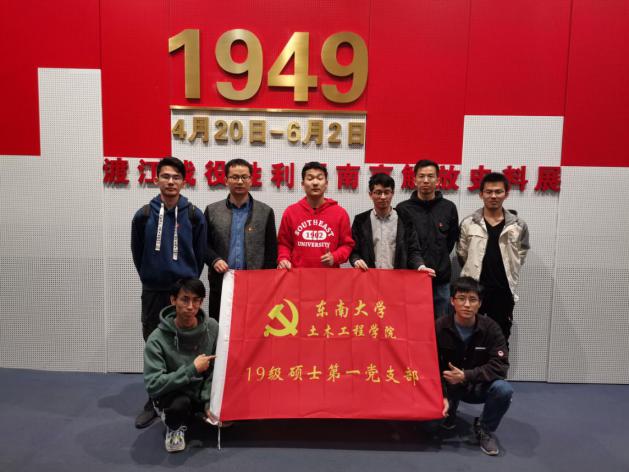 1949
4月20日-6月2日
渡江战役胜利暨南京解放史料展
SOUTHEAST
1902
UNIVERSITY
东南大学
土木工程学院
19级硕士第一党支部